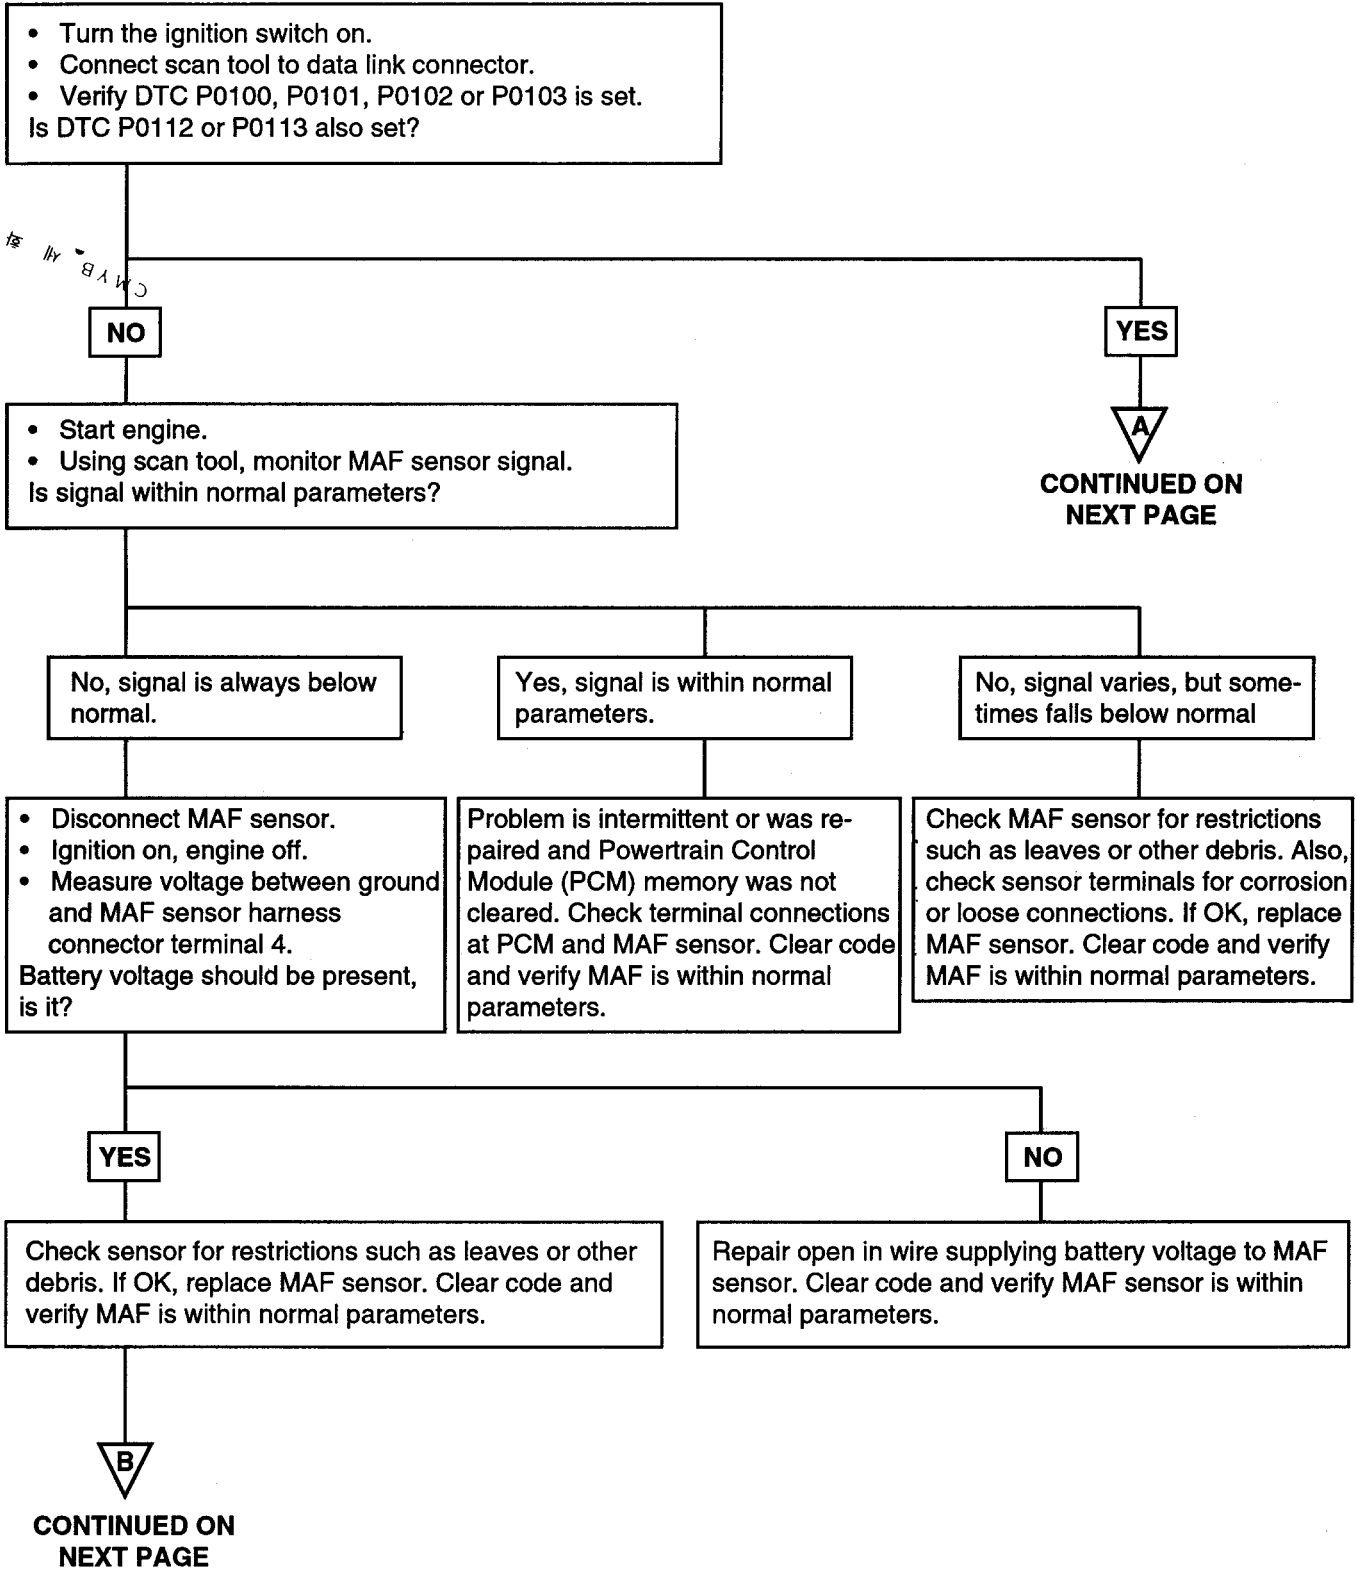 • Turn the ignition switch on.
• Connect scan tool to data link connector.
• Verify DTC P0100, P0101, P0102 or P0103 is set.
Is DTC P0112 or P0113 also set?
CMYB
NO
YES
• Start engine.
• Using scan tool, monitor MAF sensor signal.
Is signal within normal parameters?
A
CONTINUED ON
NEXT PAGE
No, signal is always below
normal.
Yes, signal is within normal
parameters.
No, signal varies, but some-
times falls below normal
• Disconnect MAF sensor.
• Ignition on, engine off.
• Measure voltage between ground
and MAF sensor harness
connector terminal 4.
Battery voltage should be present,
is it?
Problem is intermittent or was re-
paired and Powertrain Control
Module (PCM) memory was not
cleared. Check terminal connections
at PCM and MAF sensor. Clear code
and verify MAF is within normal
parameters.
Check MAF sensor for restrictions
such as leaves or other debris. Also,
check sensor terminals for corrosion
or loose connections. If OK, replace
MAF sensor. Clear code and verify
MAF is within normal parameters.
YES
NO
Check sensor for restrictions such as leaves or other
debris. If OK, replace MAF sensor. Clear code and
verify MAF is within normal parameters.
Repair open in wire supplying battery voltage to MAF
sensor. Clear code and verify MAF sensor is within
normal parameters.
B
CONTINUED ON
NEXT PAGE